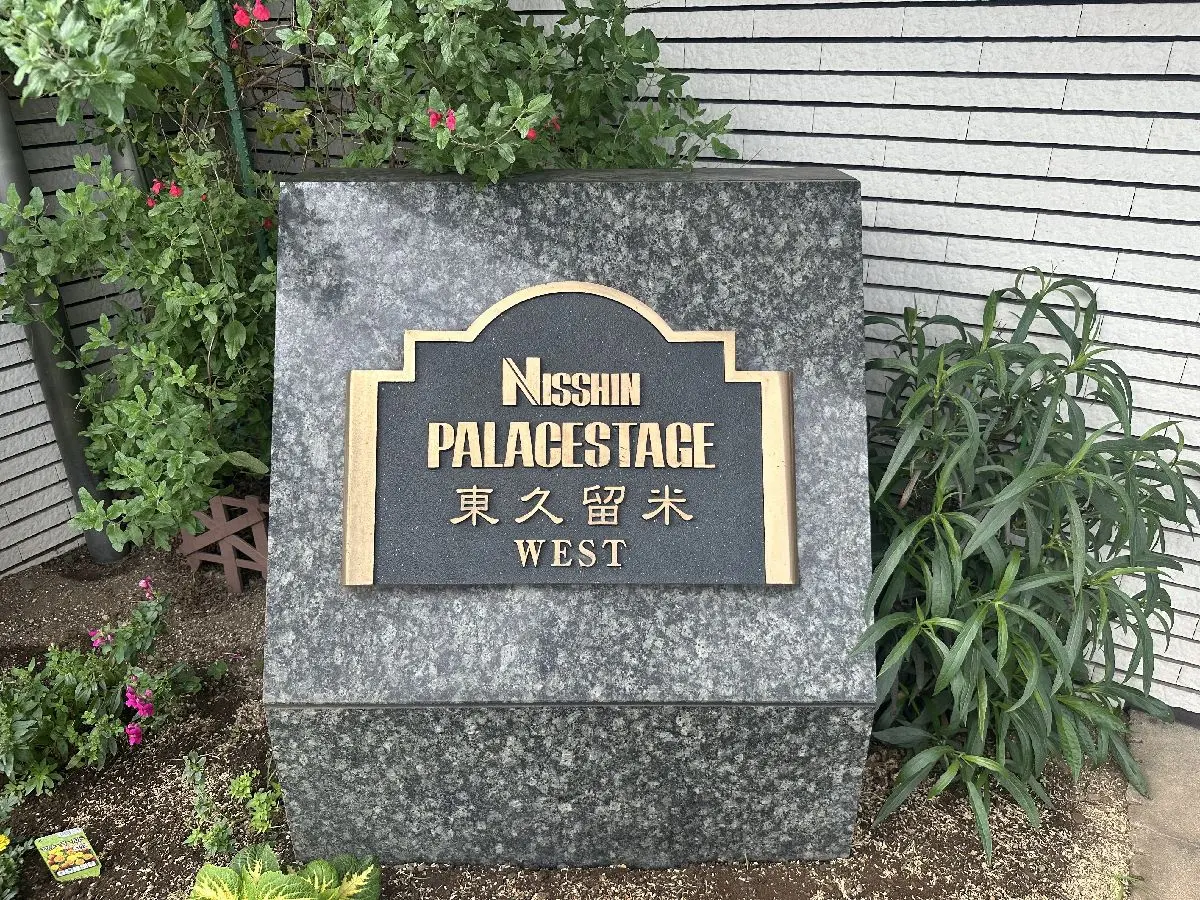 NISSHIN
PALACESTAGE
東久留米
WEST